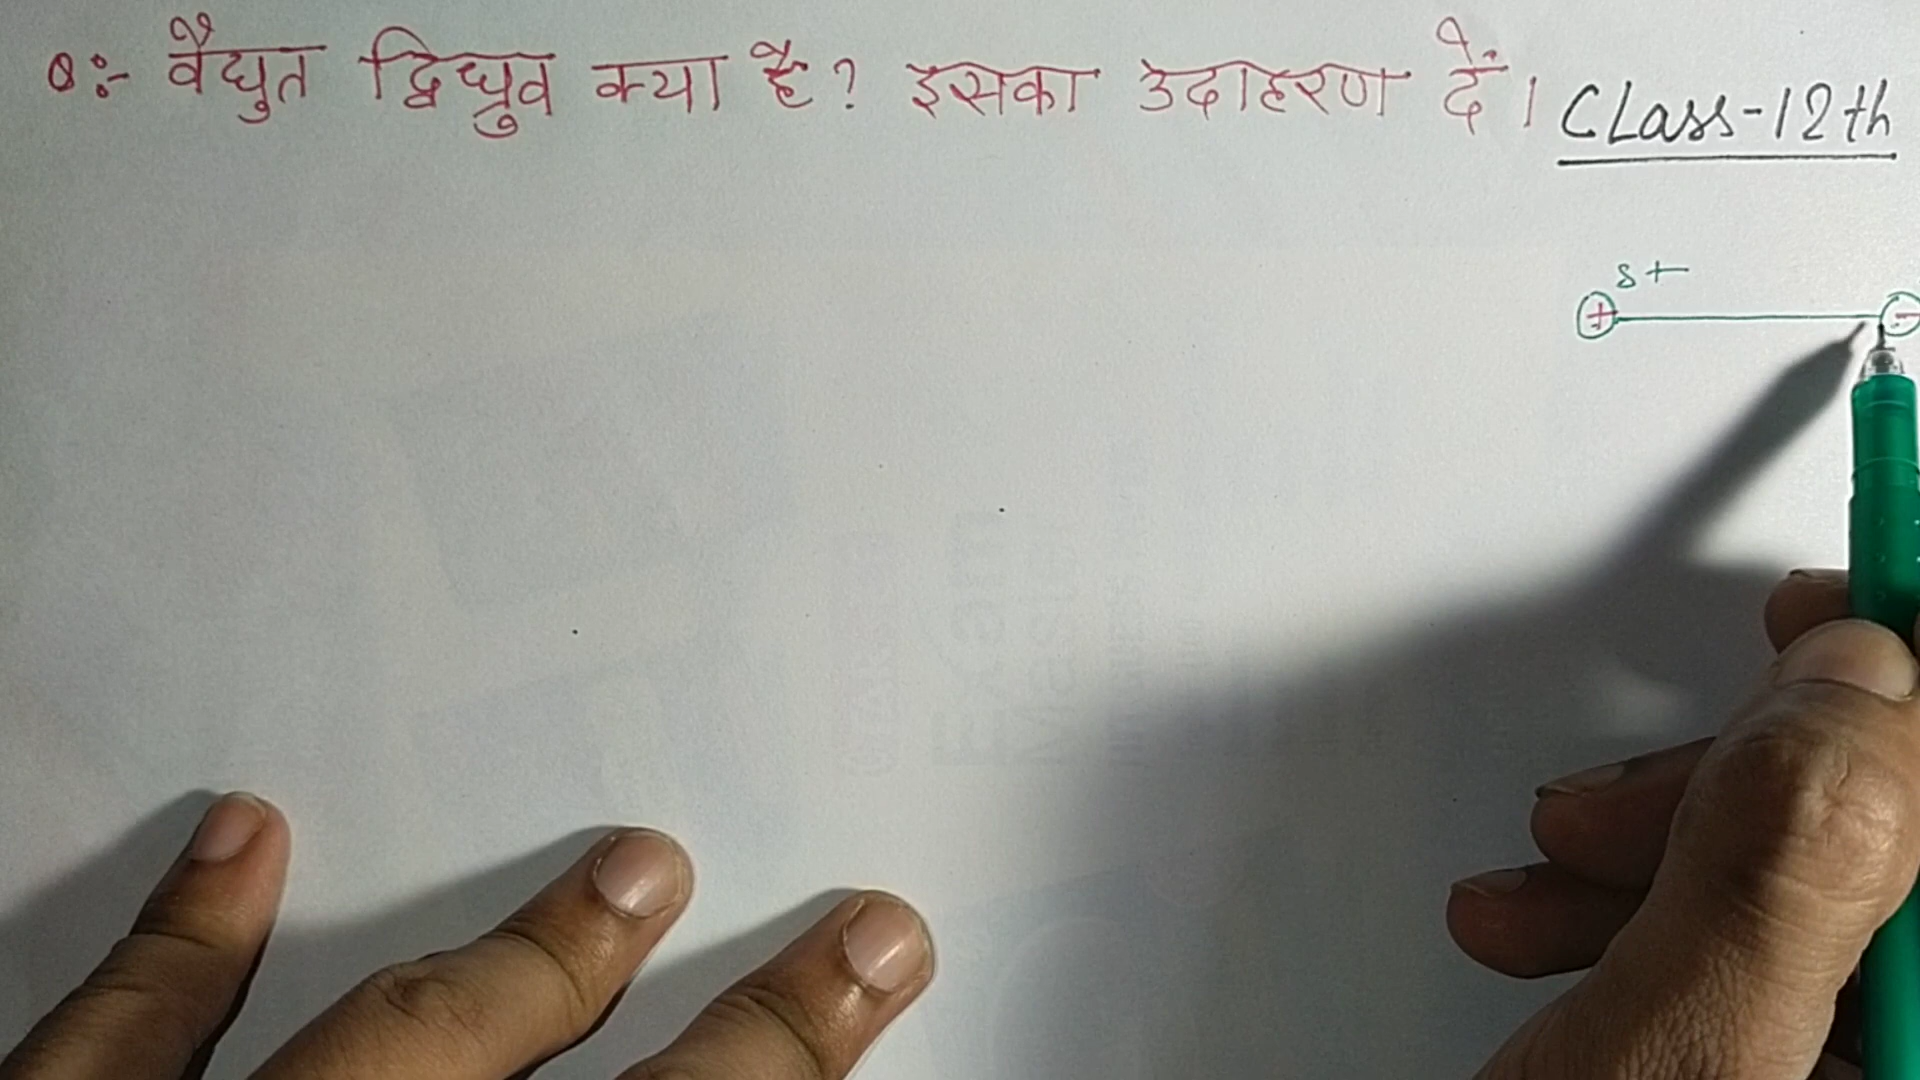 Q:- वैद्युत द्विध्रुव क्या है? इसका उदाहरण दें। CLass-12th
δ+
+ -